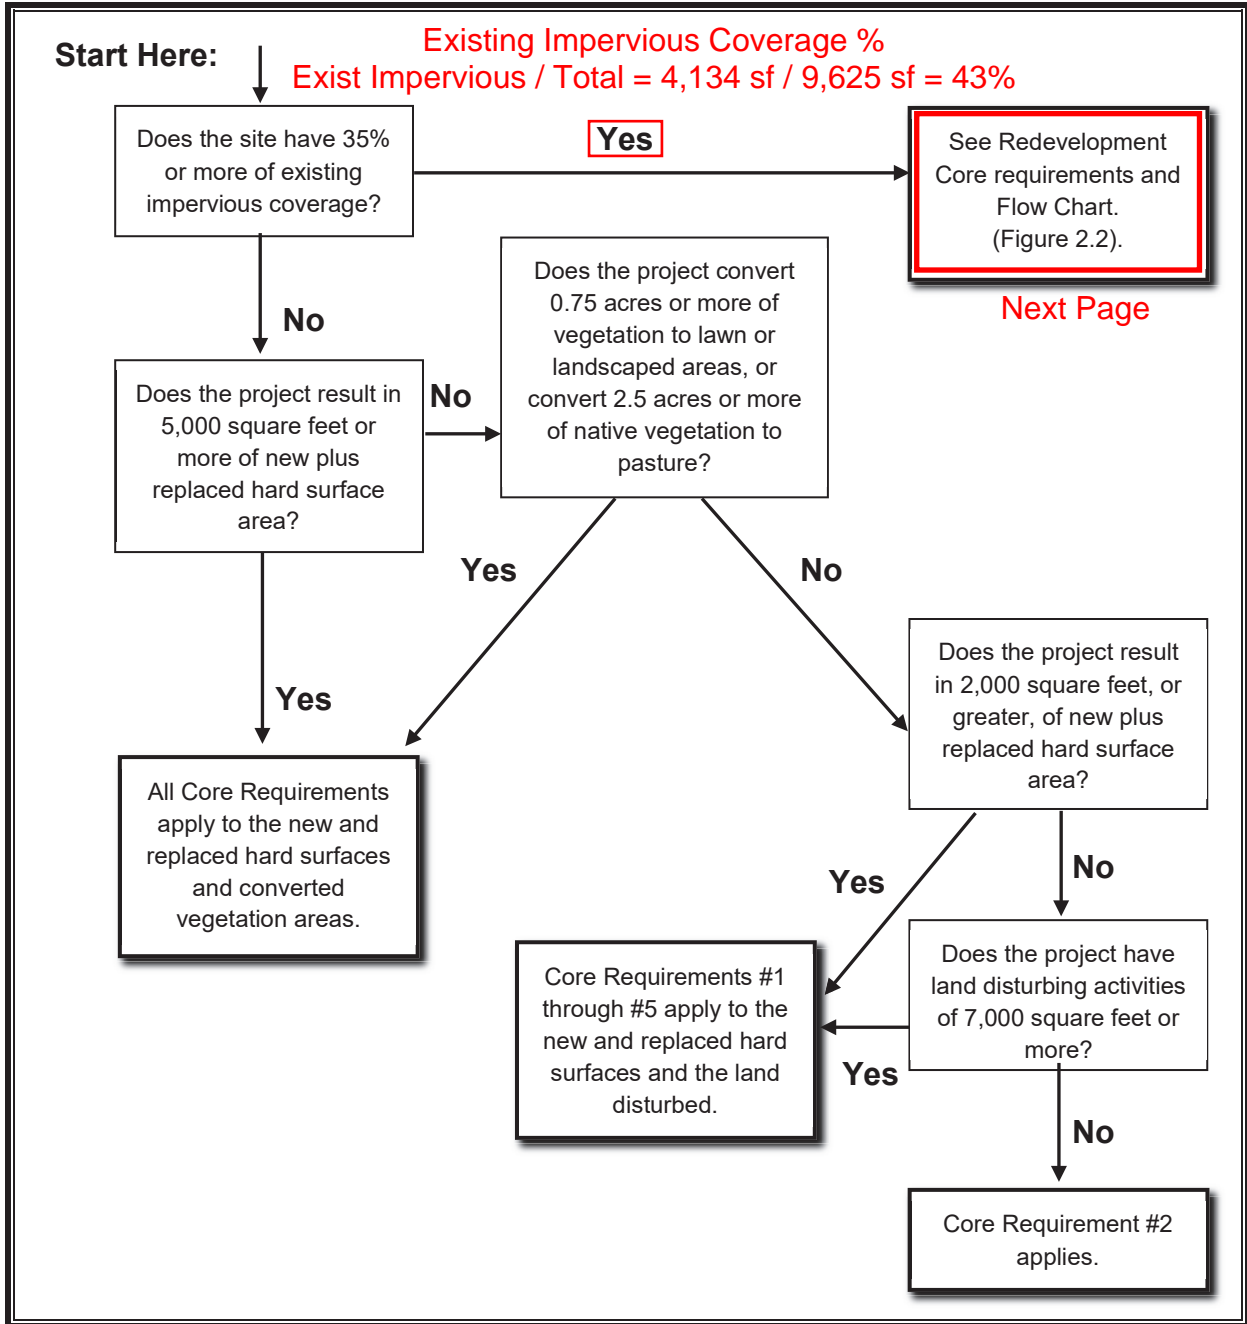 Start Here:
Existing Impervious Coverage %
Exist Impervious / Total = 4,134 sf / 9,625 sf = 43%
Does the site have 35%
or more of existing
impervious coverage?
Yes
See Redevelopment
Core requirements and
Flow Chart.
(Figure 2.2).
Next Page
No
Does the project result in
5,000 square feet or
more of new plus
replaced hard surface
area?
No
Does the project convert
0.75 acres or more of
vegetation to lawn or
landscaped areas, or
convert 2.5 acres or more
of native vegetation to
pasture?
Yes
Yes
No
All Core Requirements
apply to the new and
replaced hard surfaces
and converted
vegetation areas.
Does the project result
in 2,000 square feet, or
greater, of new plus
replaced hard surface
area?
Yes
No
Core Requirements #1
through #5 apply to the
new and replaced hard
surfaces and the land
disturbed.
Does the project have
land disturbing activities
of 7,000 square feet or
more?
Yes
No
Core Requirement #2
applies.